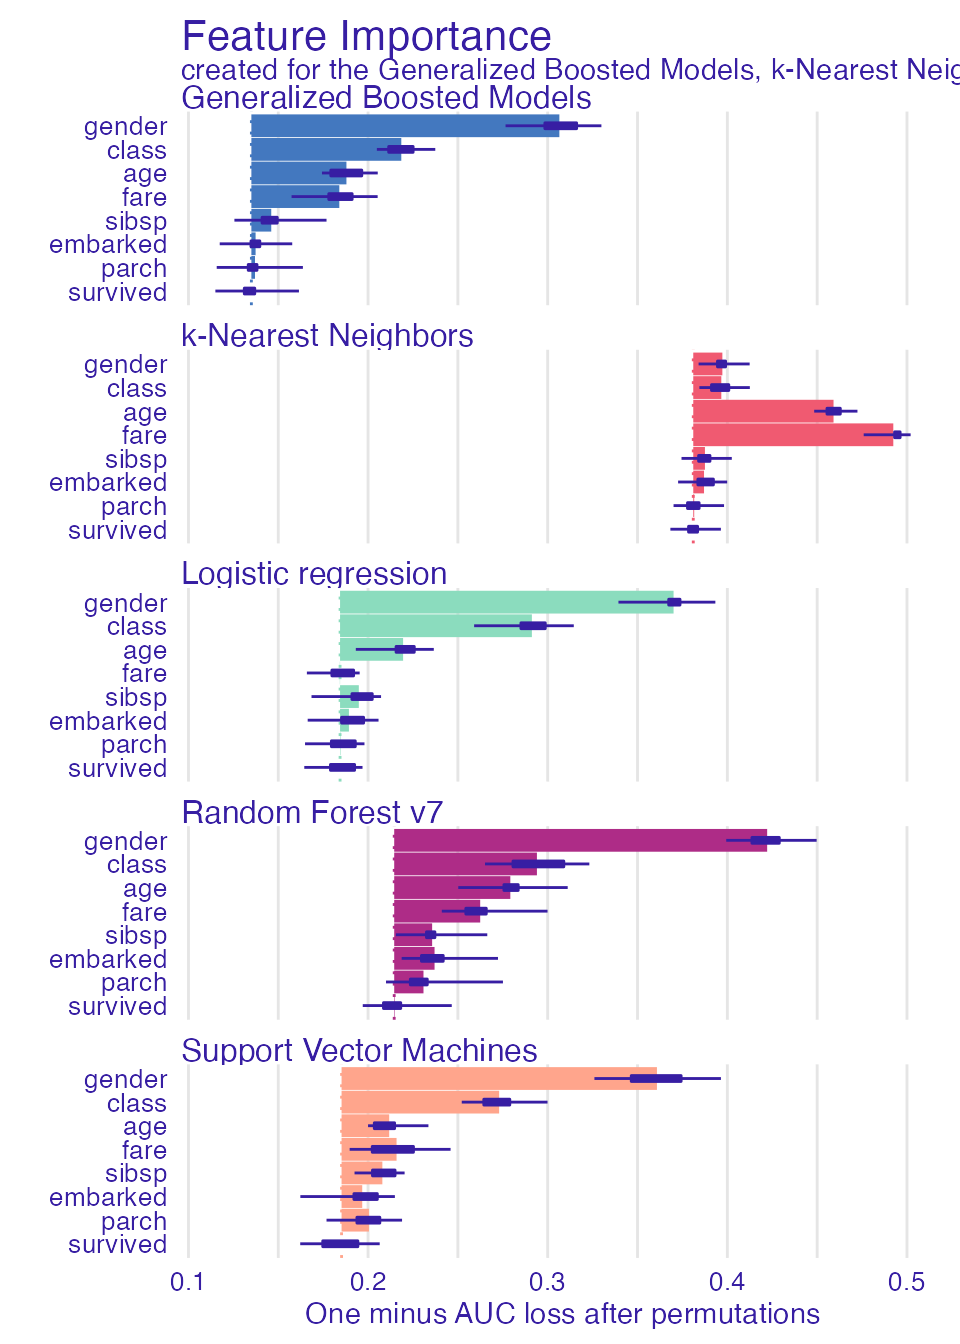 Feature Importance
created for the Generalized Boosted Models, k-Nearest Neig
Generalized Boosted Models
gender
class
age
fare
sibsp
embarked
parch
survived
k-Nearest Neighbors
gender
class
age
fare
sibsp
embarked
parch
survived
Logistic regression
gender
class
age
fare
sibsp
embarked
parch
survived
Random Forest v7
gender
class
age
fare
sibsp
embarked
parch
survived
Support Vector Machines
gender
class
age
fare
sibsp
embarked
parch
survived
0.1 0.2 0.3 0.4 0.5
One minus AUC loss after permutations